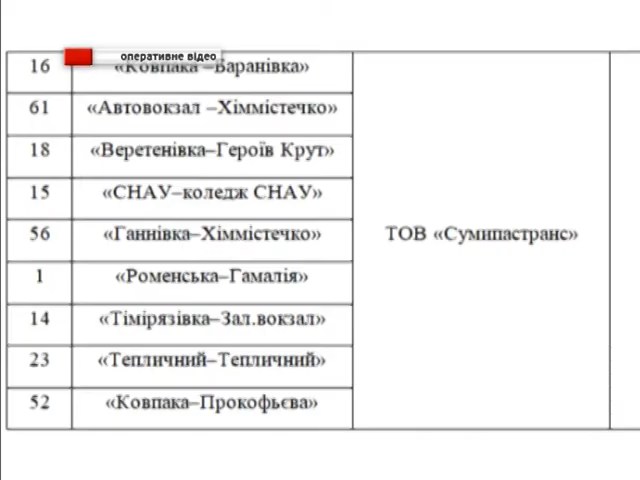 оперативне відео
16 «Ковпака –Баранівка»
61 «Автовокзал –Хіммістечко»
18 «Веретенівка–Героїв Крут»
15 «СНАУ–коледж СНАУ»
56 «Ганнівка–Хіммістечко» ТОВ «Сумипастранс»
1 «Роменська–Гамалія»
14 «Тімірязівка–Зал.вокзал»
23 «Тепличний–Тепличний»
52 «Ковпака–Прокофьєва»